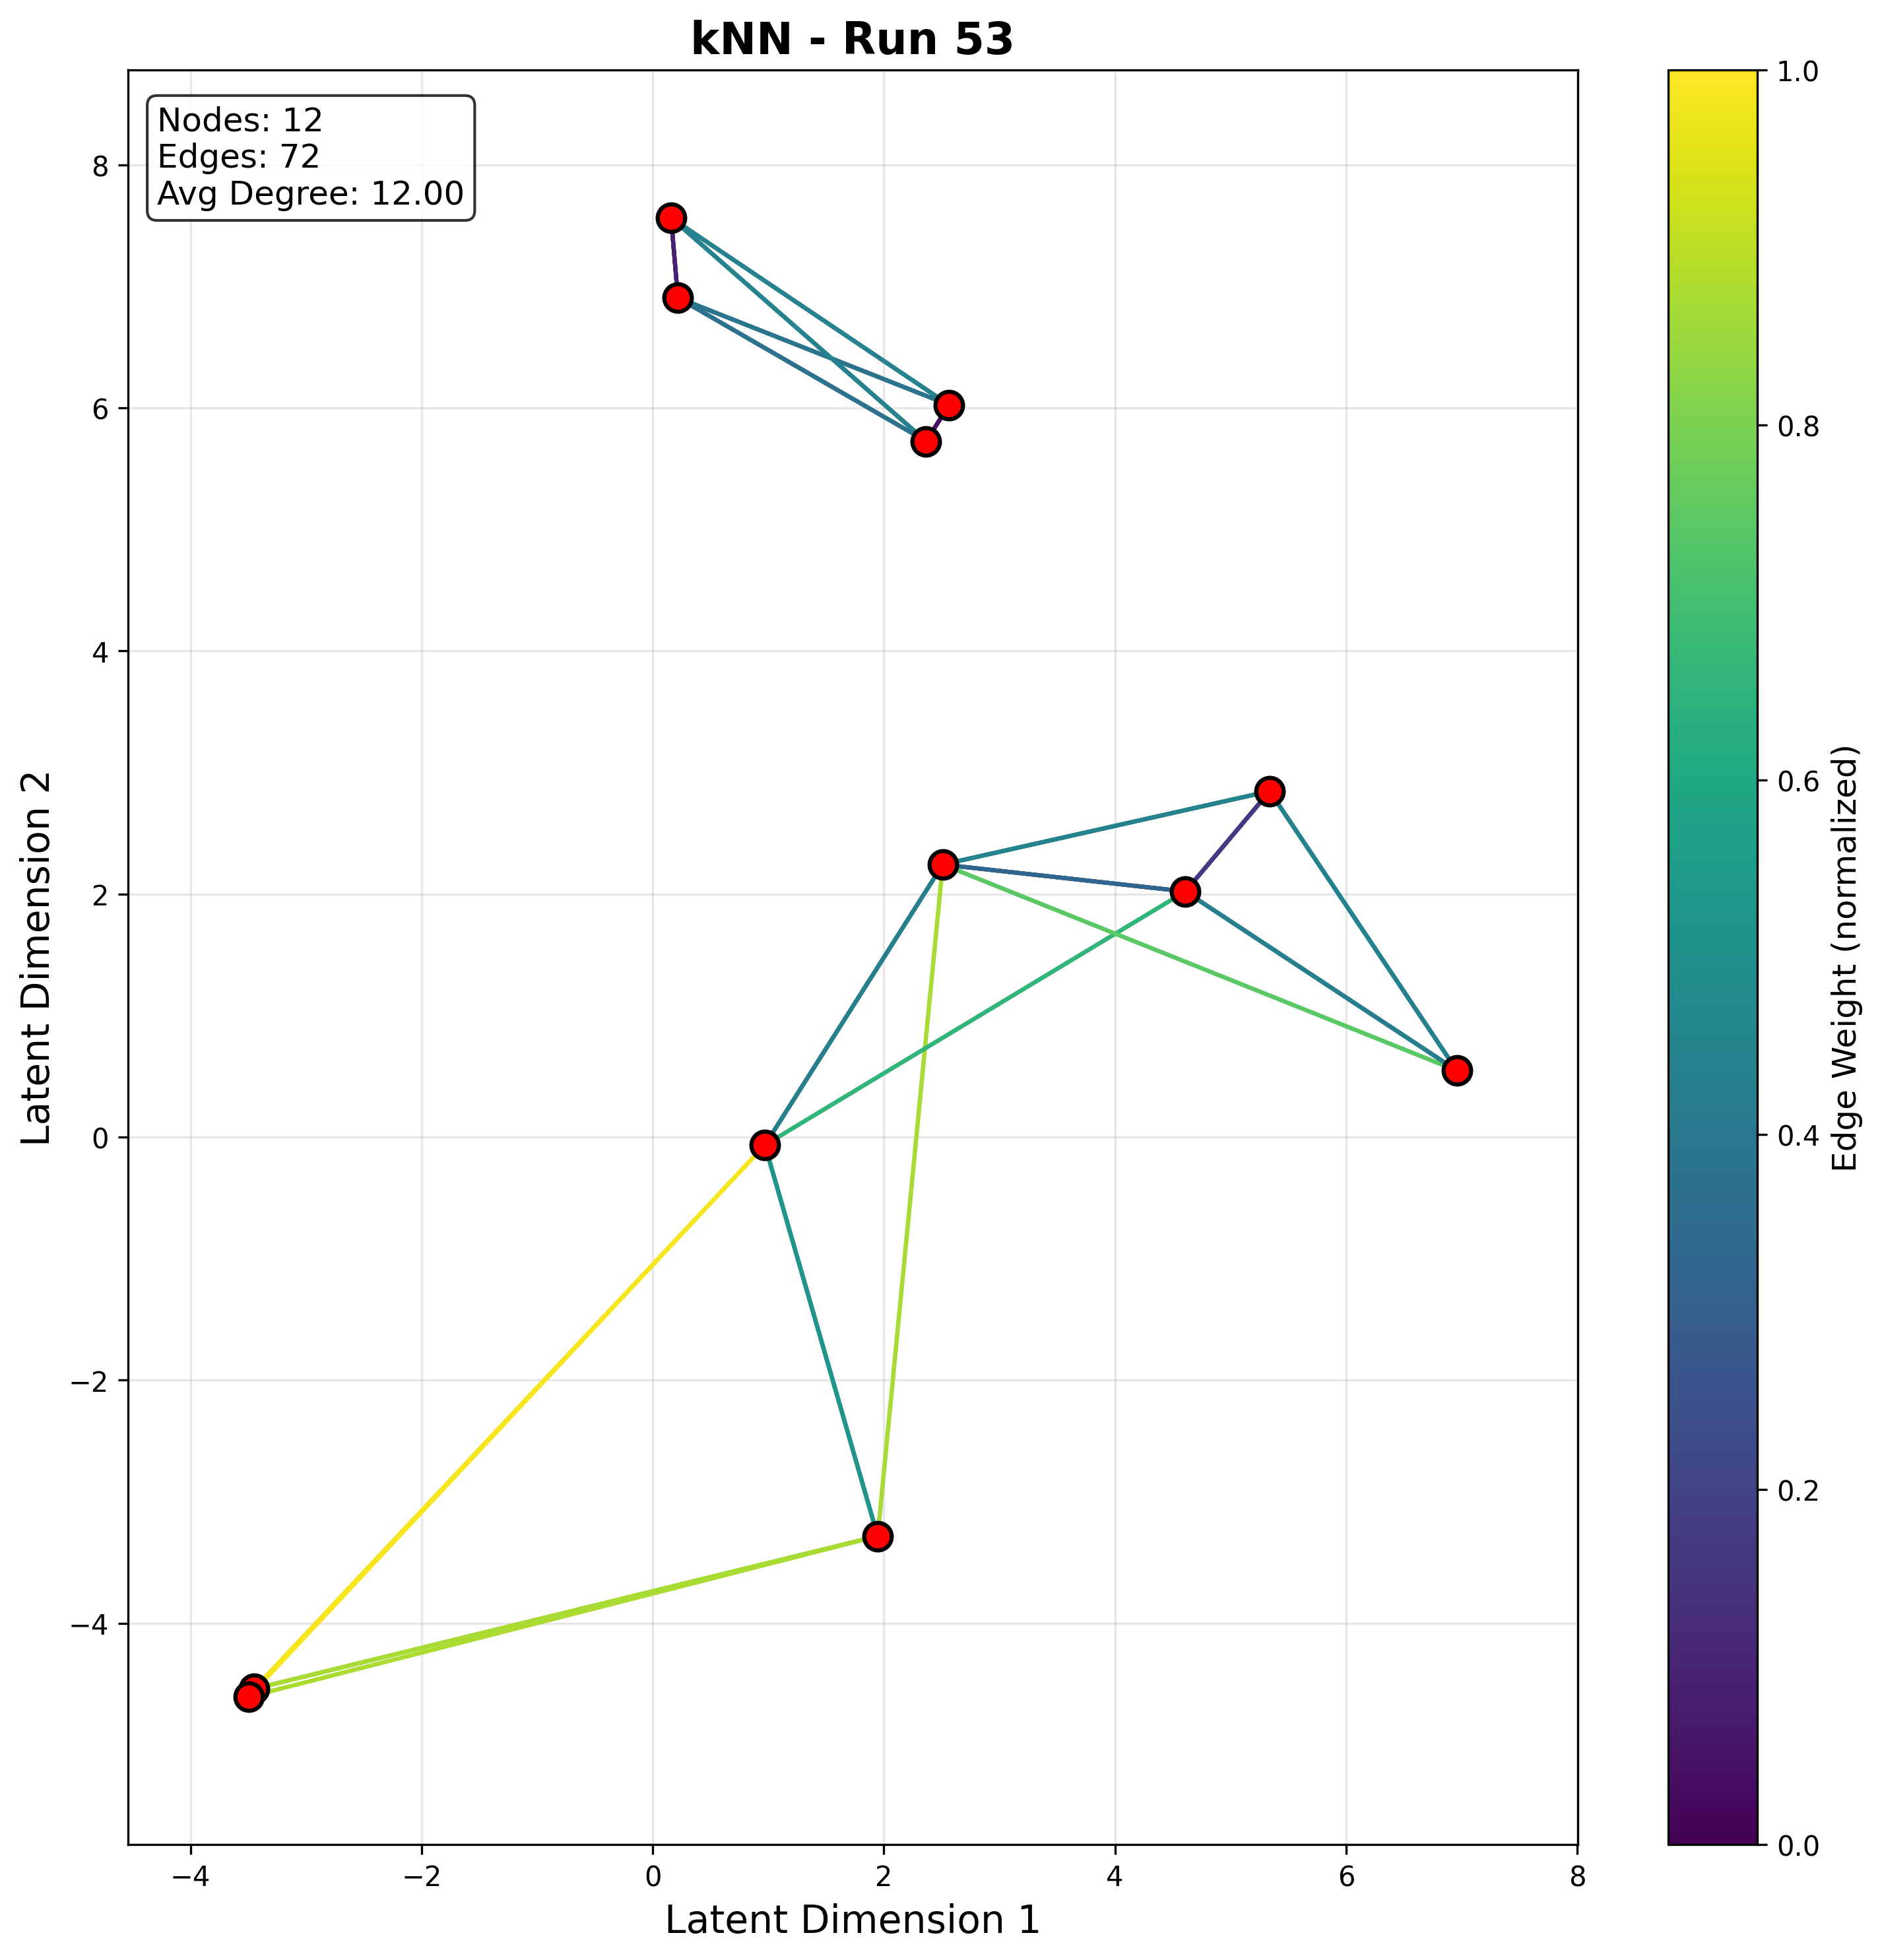 kNN - Run 53
Nodes: 12
Edges: 72
Avg Degree: 12.00
8
6
4
2
0
−2
−4
−4
−2
0
2
4
6
8
Latent Dimension 1
Latent Dimension 2
1.0
0.8
0.6
0.4
0.2
0.0
Edge Weight (normalized)